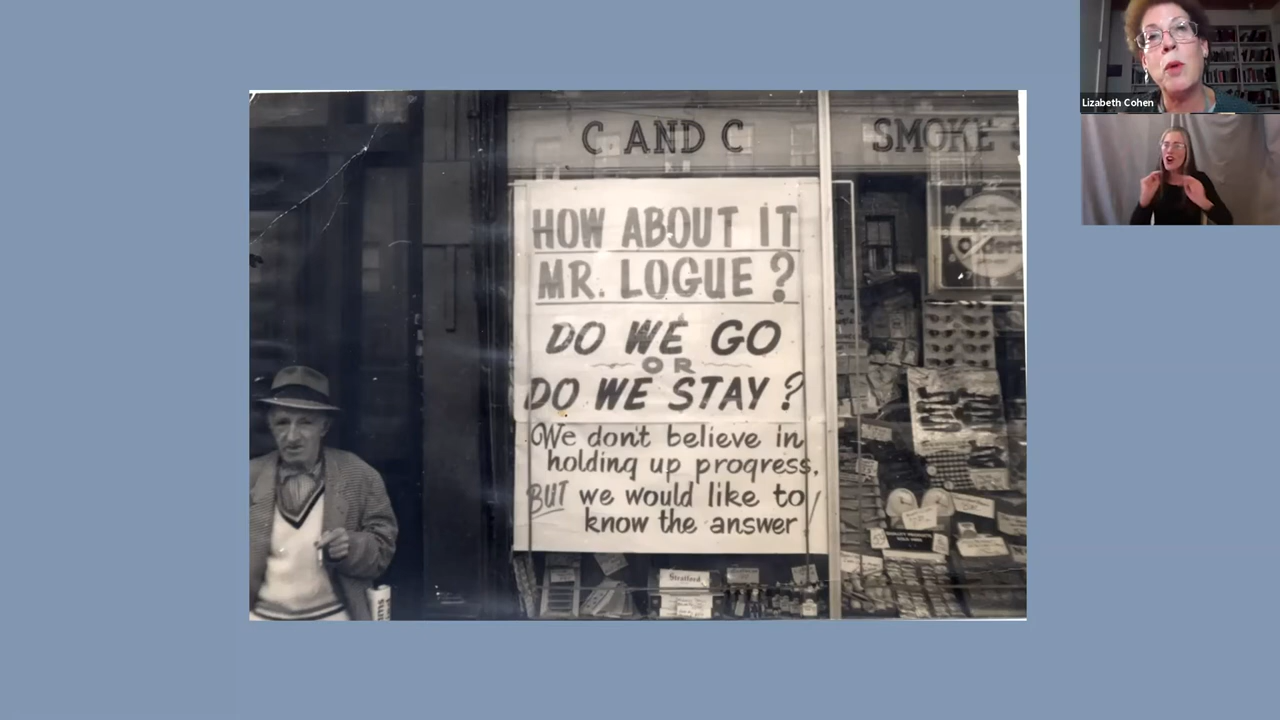 Lizabeth Cohen
C AND C
SMOKE
HOW ABOUT IT
MR. LOGUE?
DO WE GO
OR
DO WE STAY?
We don't believe in
holding up progress,
BUT we would like to
know the answer
Money
Orders
Stratford